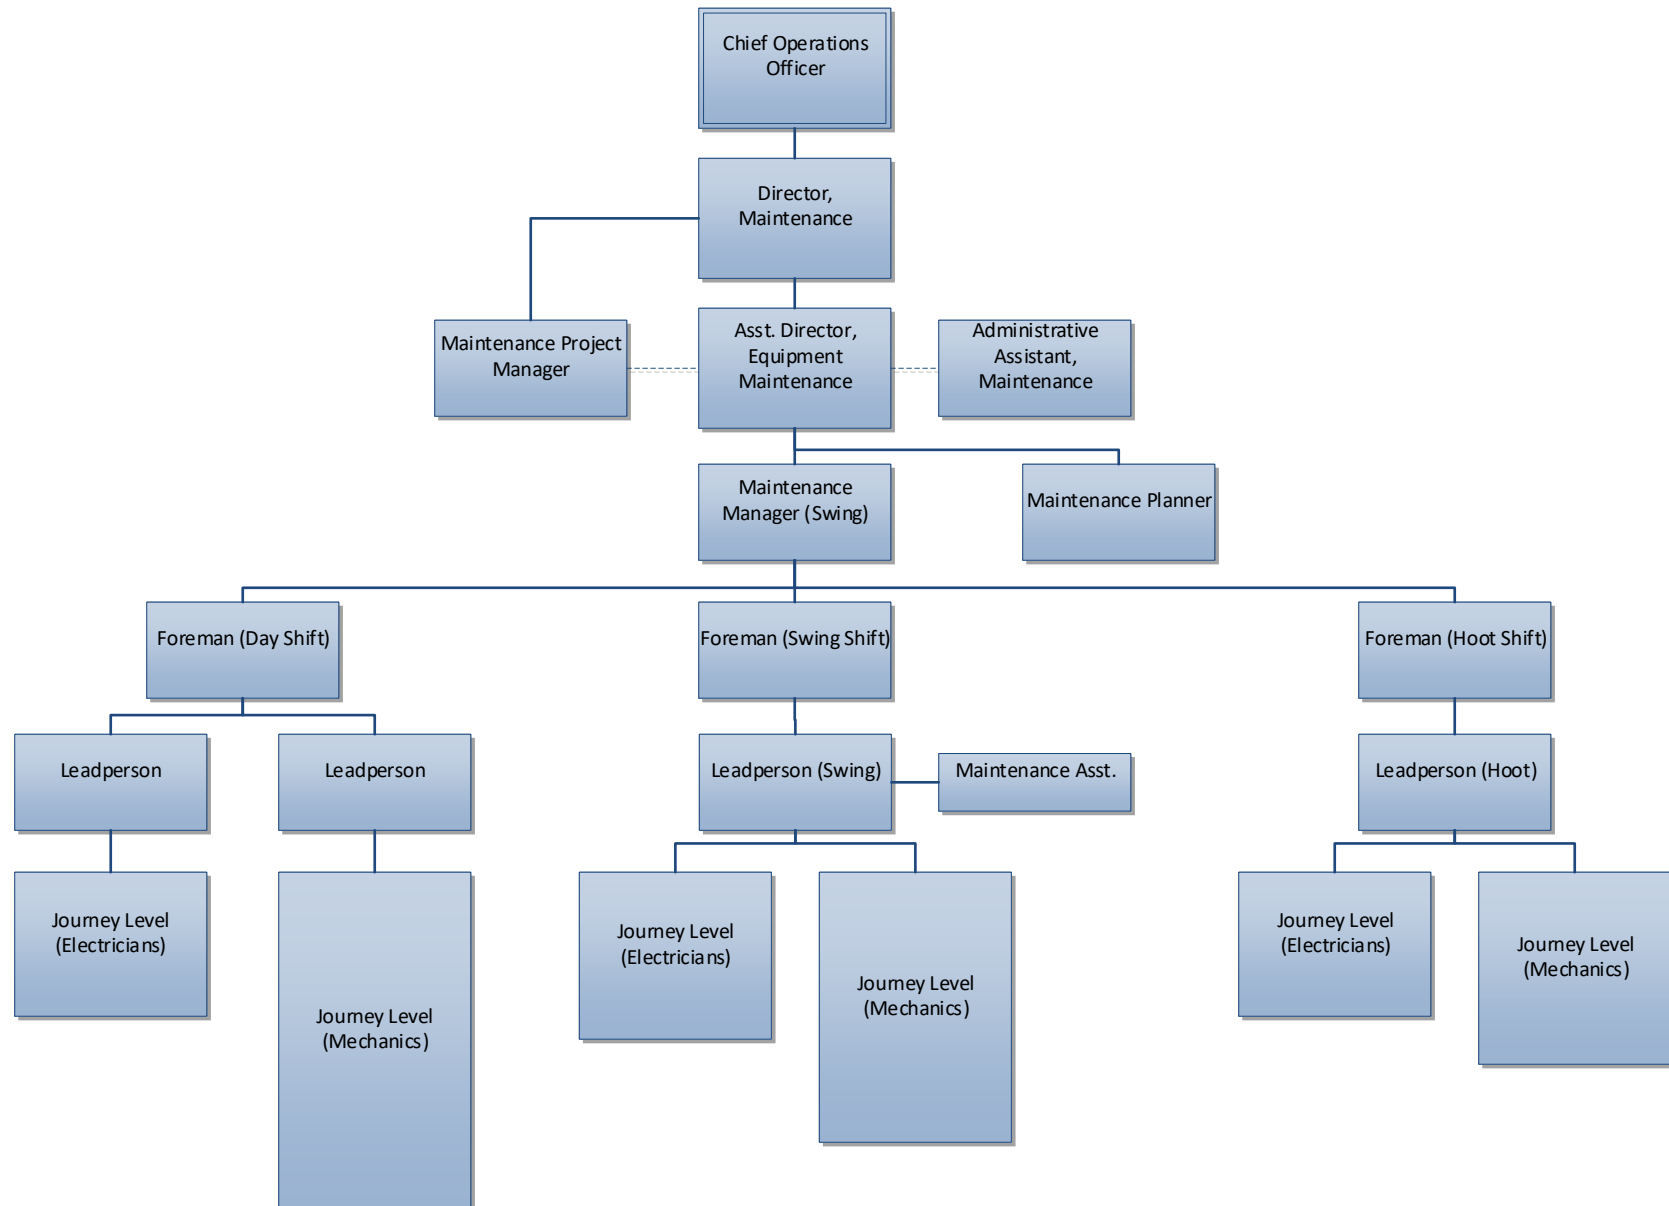 Chief Operations
Officer
Director,
Maintenance
Maintenance Project
Manager
Asst. Director,
Equipment
Maintenance
Administrative
Assistant,
Maintenance
Maintenance
Manager (Swing)
Maintenance Planner
Foreman (Day Shift)
Foreman (Swing Shift)
Foreman (Hoot Shift)
Leadperson
Leadperson
Leadperson (Swing)
Maintenance Asst.
Leadperson (Hoot)
Journey Level
(Electricians)
Journey Level
(Mechanics)
Journey Level
(Electricians)
Journey Level
(Mechanics)
Journey Level
(Electricians)
Journey Level
(Mechanics)